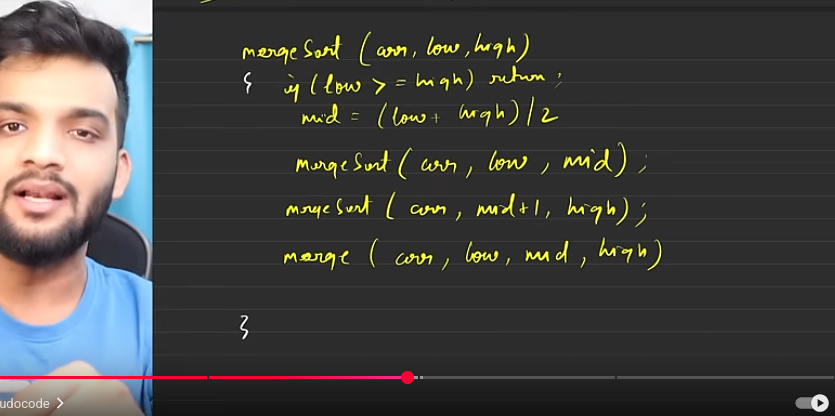 mergeSort (arr, low, high)
{ if (low >= high) return;
mid = (low + high) / 2
mergeSort (arr, low, mid);
mergeSort (arr, mid+1, high);
merge (arr, low, mid, high)
}
udocode >